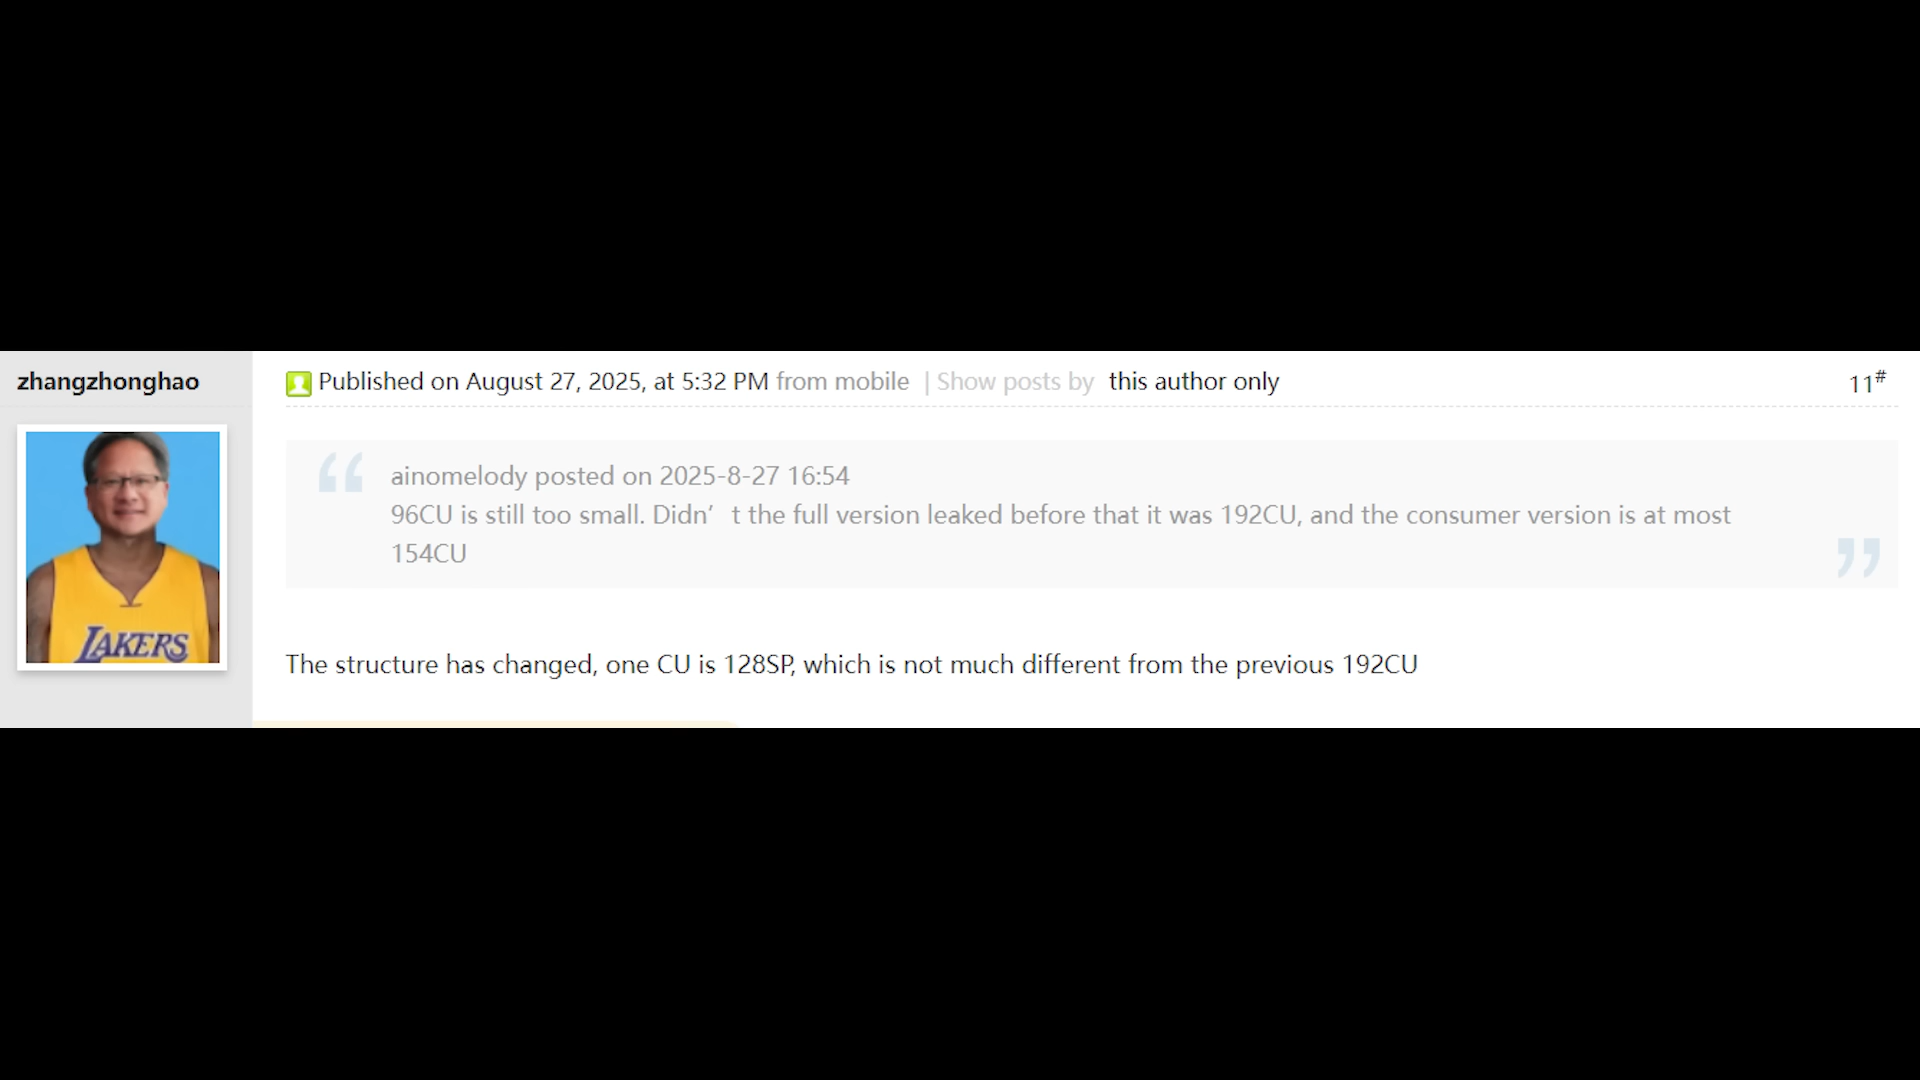 zhangzhonghao
Published on August 27, 2025, at 5:32 PM from mobile | Show posts by this author only
11#
ainomelody posted on 2025-8-27 16:54
96CU is still too small. Didn’ t the full version leaked before that it was 192CU, and the consumer version is at most
154CU
LAKERS
The structure has changed, one CU is 128SP, which is not much different from the previous 192CU